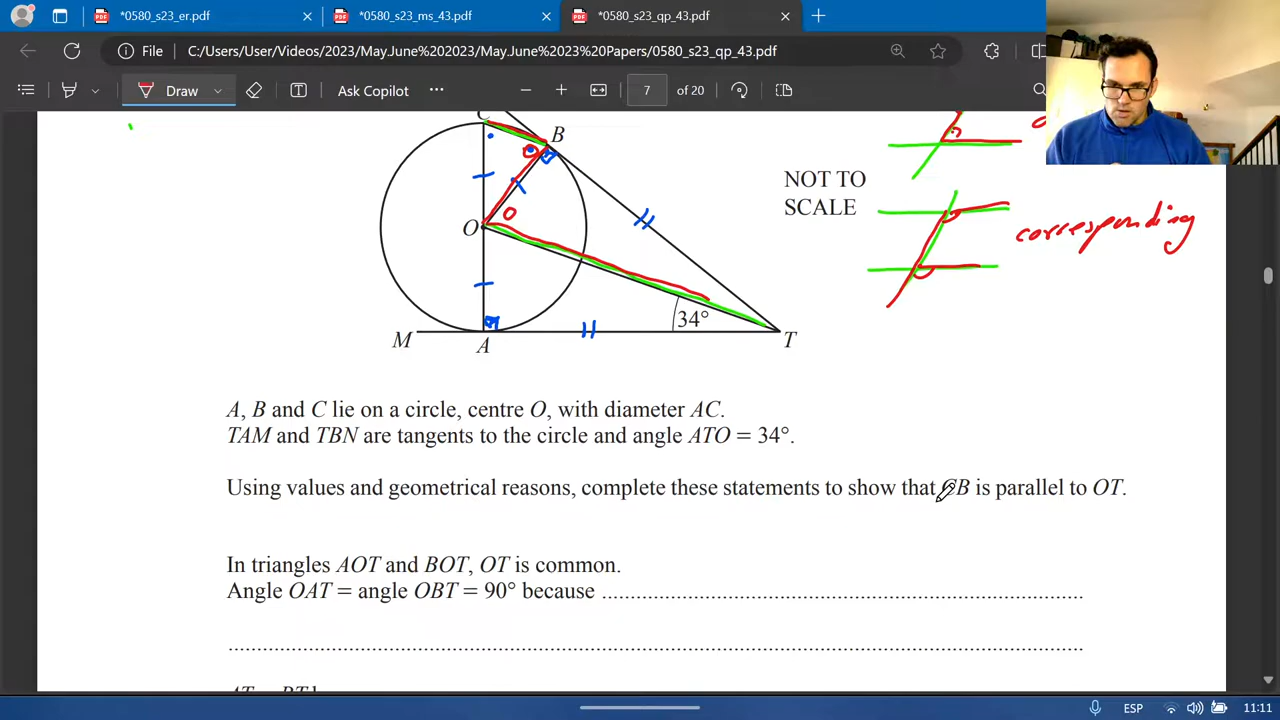 *0580_s23_er.pdf
*0580_s23_ms_43.pdf
*0580_s23_qp_43.pdf
File
C:/Users/User/Videos/2023/May.June%202023/May.June%2023%20Papers/0580_s23_qp_43.pdf
Draw
Ask Copilot
7 of 20
C
B
NOT TO
SCALE
O
corresponding
34°
M
A
T
A, B and C lie on a circle, centre O, with diameter AC.
TAM and TBN are tangents to the circle and angle ATO = 34°.
Using values and geometrical reasons, complete these statements to show that CB is parallel to OT.
In triangles AOT and BOT, OT is common.
Angle OAT = angle OBT = 90° because
ESP
11:11